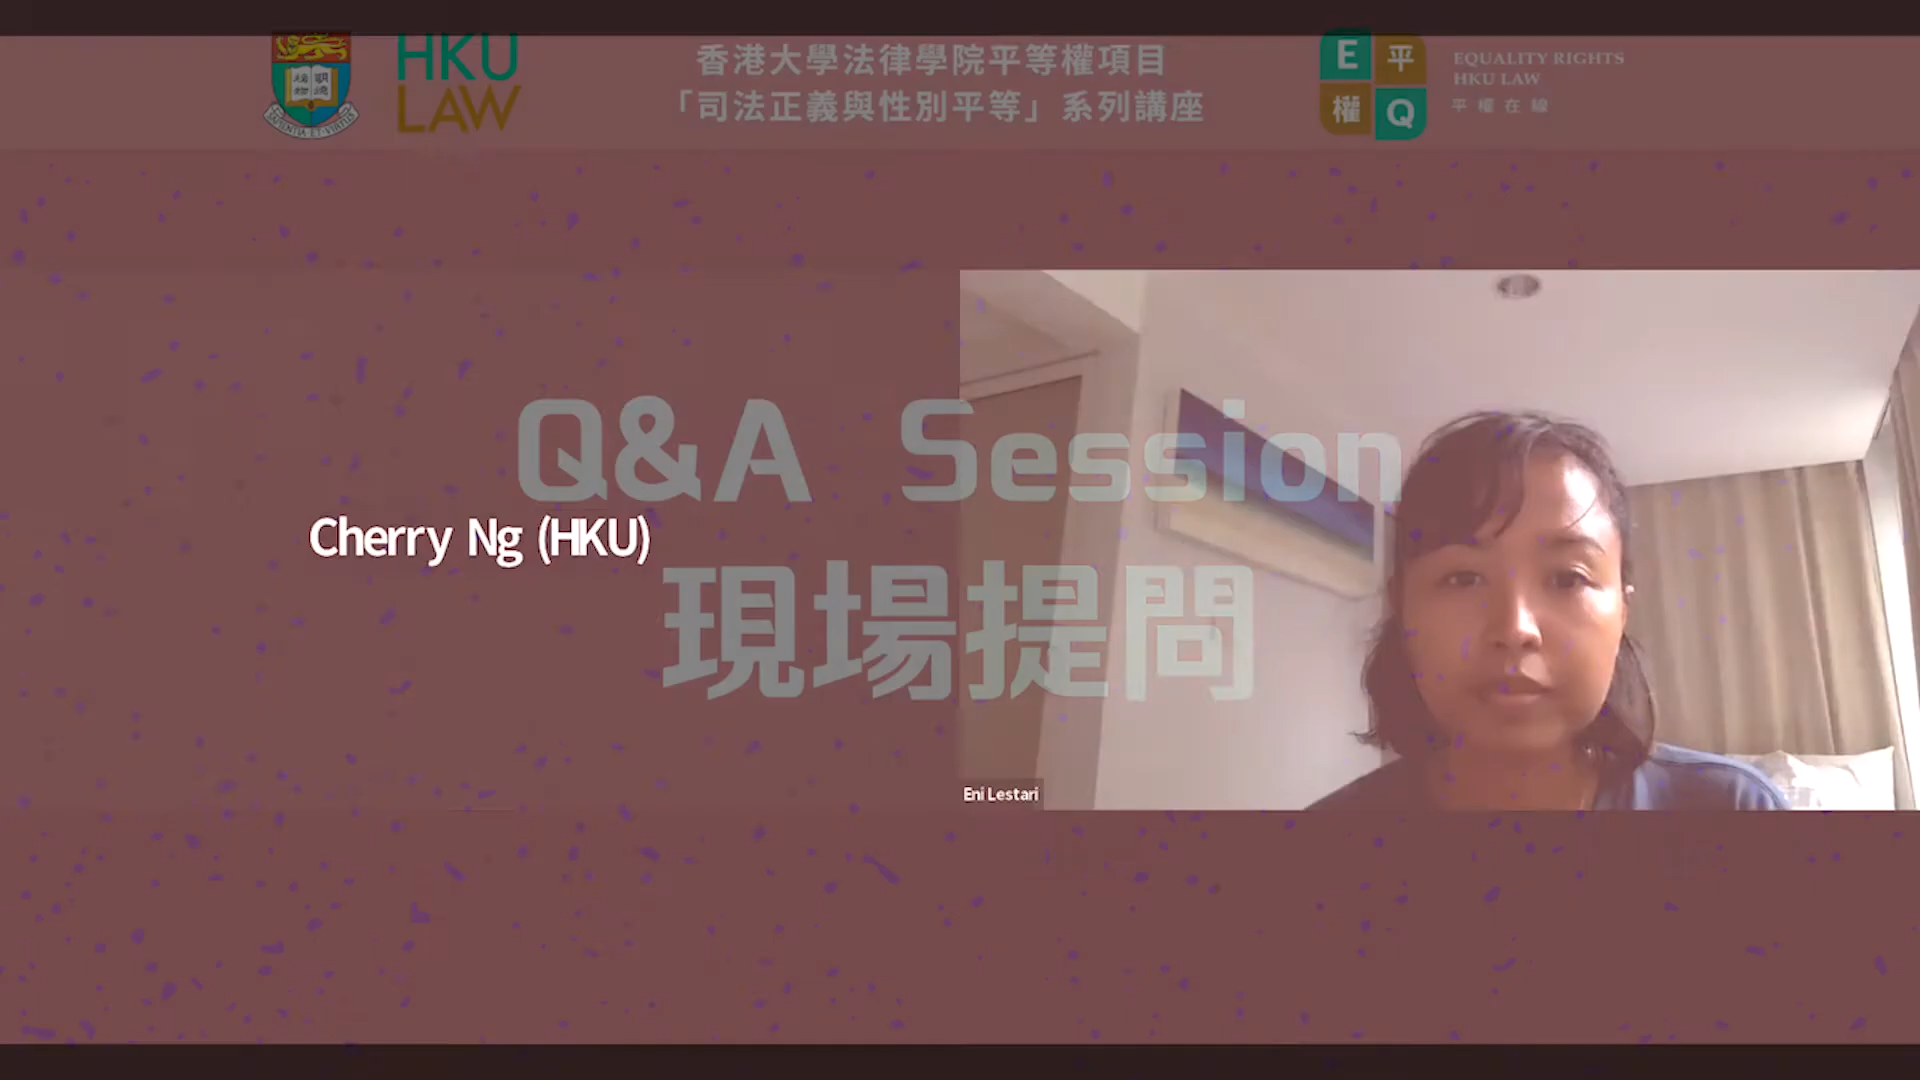 HKU
LAW
香港大學法律學院平等權項目
「司法正義與性別平等」系列講座
E 平
權 Q
EQUALITY RIGHTS
HKU LAW
平權在線
Q&A Session
Cherry Ng (HKU)
現場提問
Eni Lestari